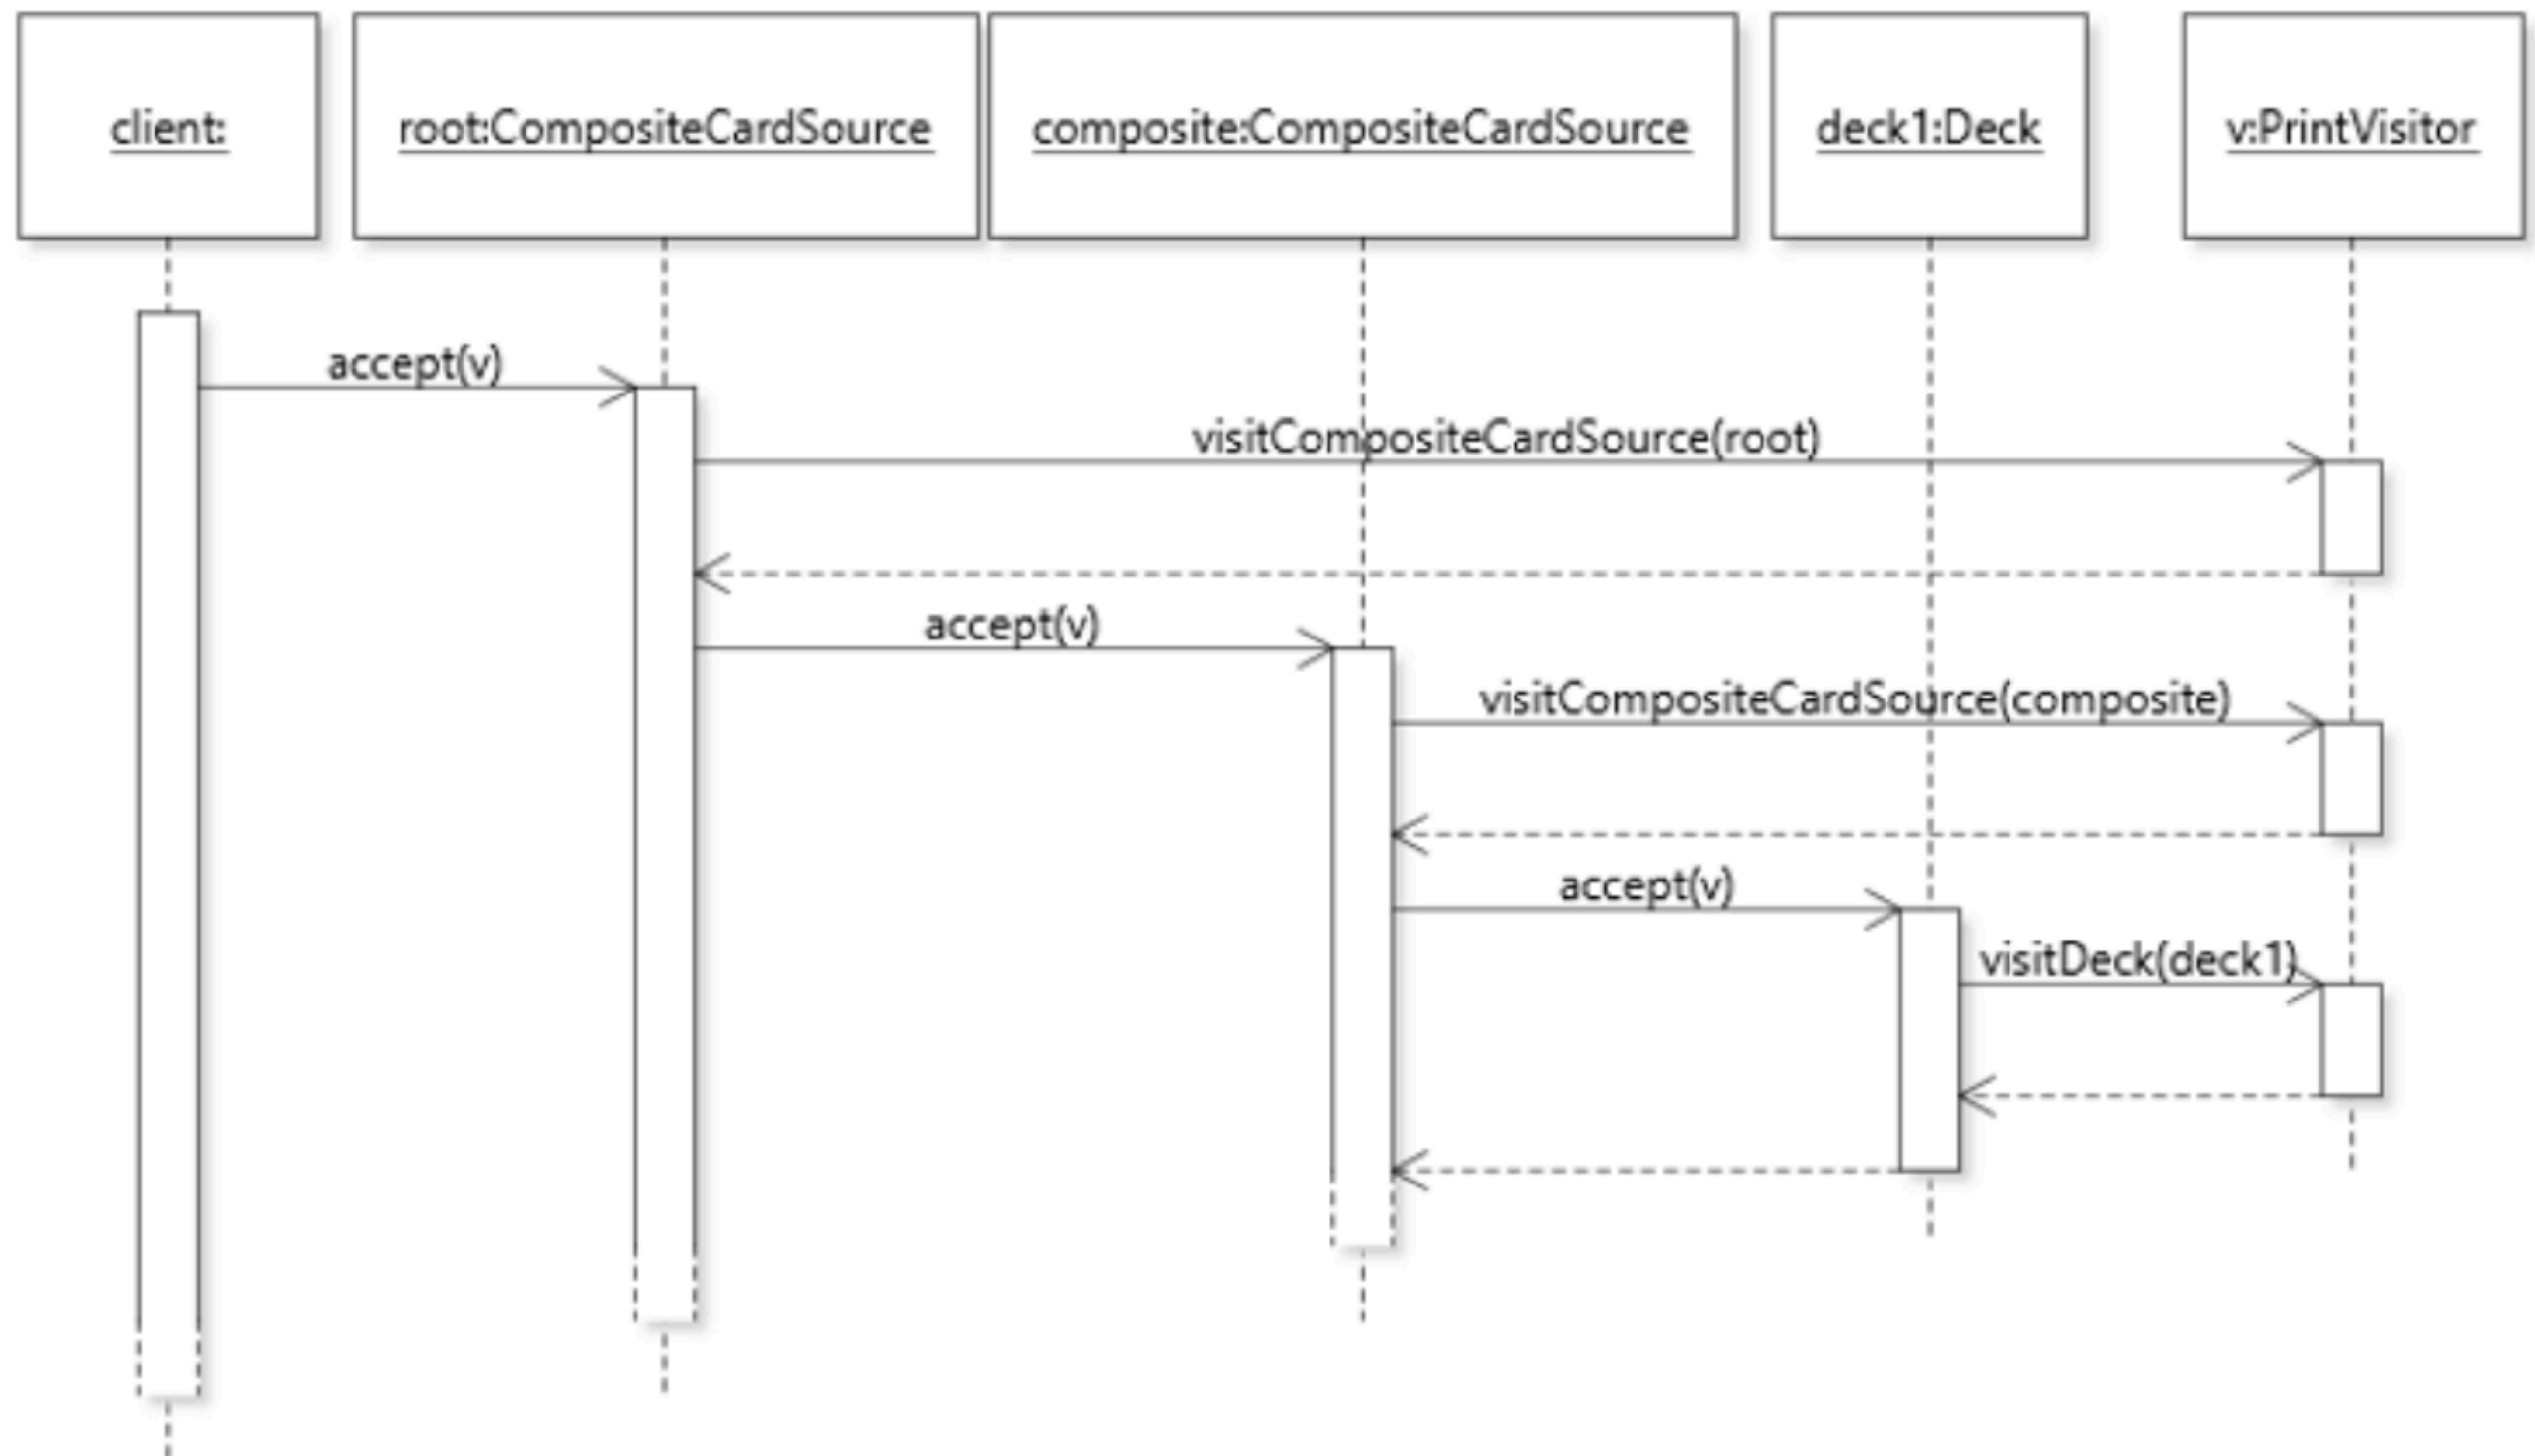 client:
root:CompositeCardSource
composite:CompositeCardSource
deck1:Deck
v:PrintVisitor
accept(v)
visitCompositeCardSource(root)
accept(v)
visitCompositeCardSource(composite)
accept(v)
visitDeck(deck1)